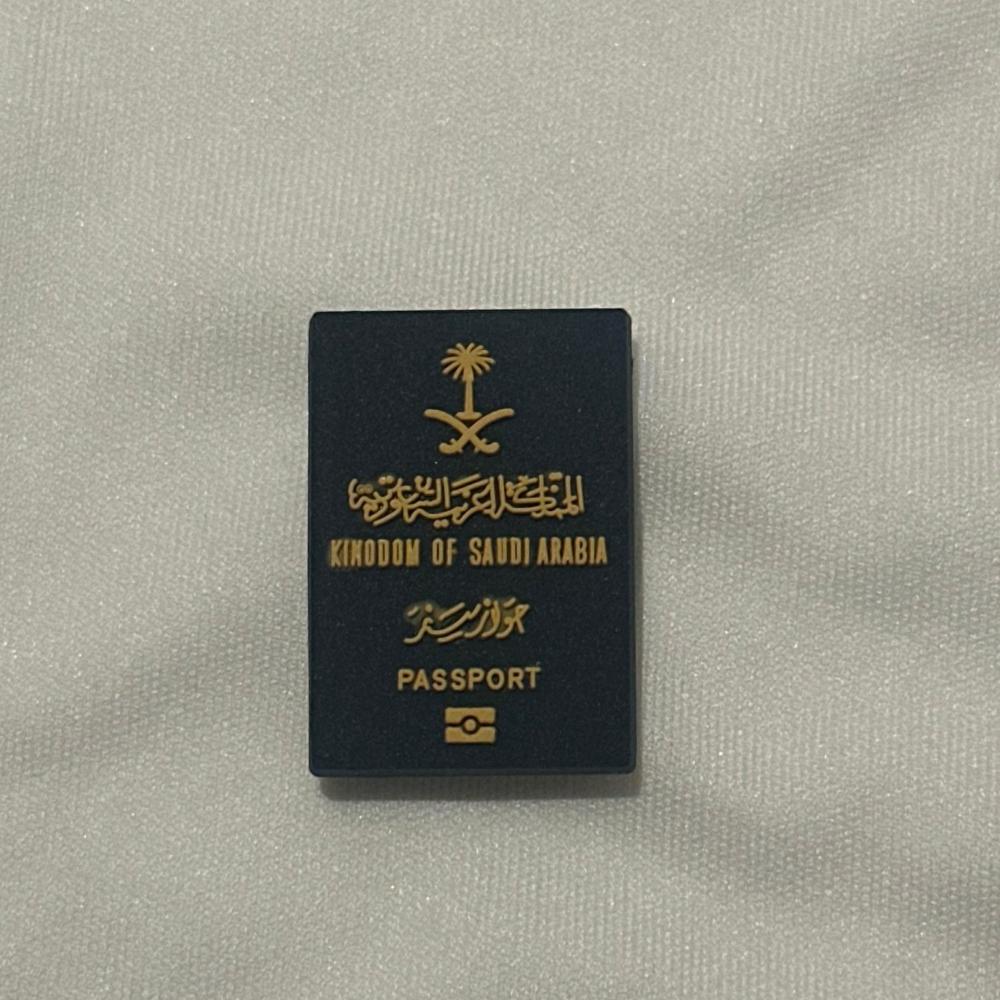 المملكة العربية السعودية
KINODOM OF SAUDI ARABIA
جواز سفر
PASSPORT